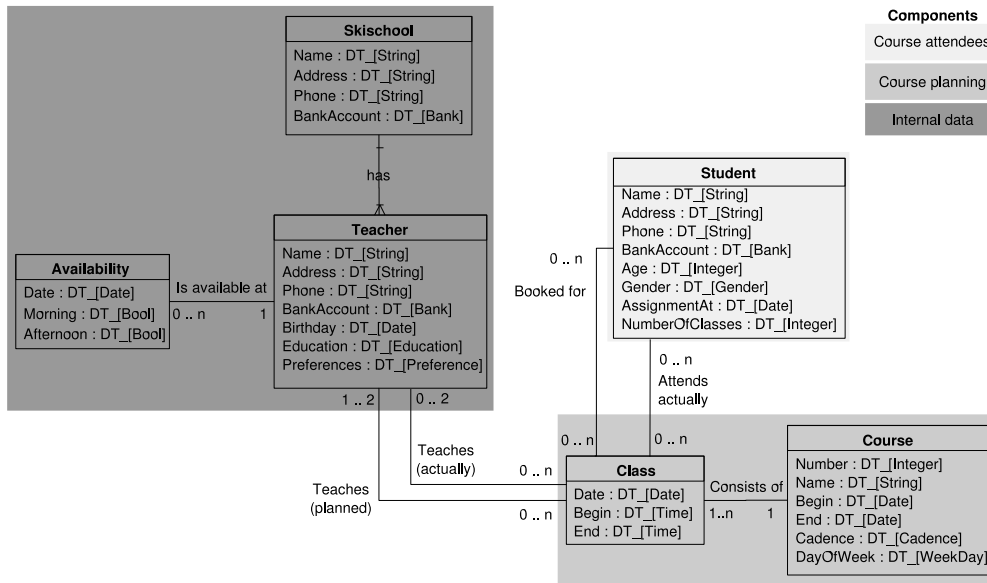 Components
Course attendees
Course planning
Internal data
Skischool
Name : DT_[String]
Address : DT_[String]
Phone : DT_[String]
BankAccount : DT_[Bank]
has
Teacher
Name : DT_[String]
Address : DT_[String]
Phone : DT_[String]
BankAccount : DT_[Bank]
Birthday : DT_[Date]
Education : DT_[Education]
Preferences : DT_[Preference]
Availability
Date : DT_[Date]
Morning : DT_[Bool]
Afternoon : DT_[Bool]
Is available at
0 .. n
1
Student
Name : DT_[String]
Address : DT_[String]
Phone : DT_[String]
BankAccount : DT_[Bank]
Age : DT_[Integer]
Gender : DT_[Gender]
AssignmentAt : DT_[Date]
NumberOfClasses : DT_[Integer]
0 .. n
Booked for
0 .. n
Attends
actually
1 .. 2
0 .. 2
0 .. n
0 .. n
Teaches
(actually)
0 .. n
Teaches
(planned)
0 .. n
Class
Date : DT_[Date]
Begin : DT_[Time]
End : DT_[Time]
Consists of
1..n
1
Course
Number : DT_[Integer]
Name : DT_[String]
Begin : DT_[Date]
End : DT_[Date]
Cadence : DT_[Cadence]
DayOfWeek : DT_[WeekDay]